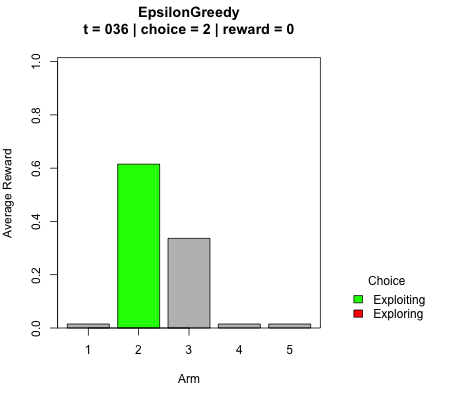 EpsilonGreedy
t = 036 | choice = 2 | reward = 0
1.0
0.8
0.6
0.4
0.2
0.0
Average Reward
1 2 3 4 5
Arm
Choice
Exploiting
Exploring